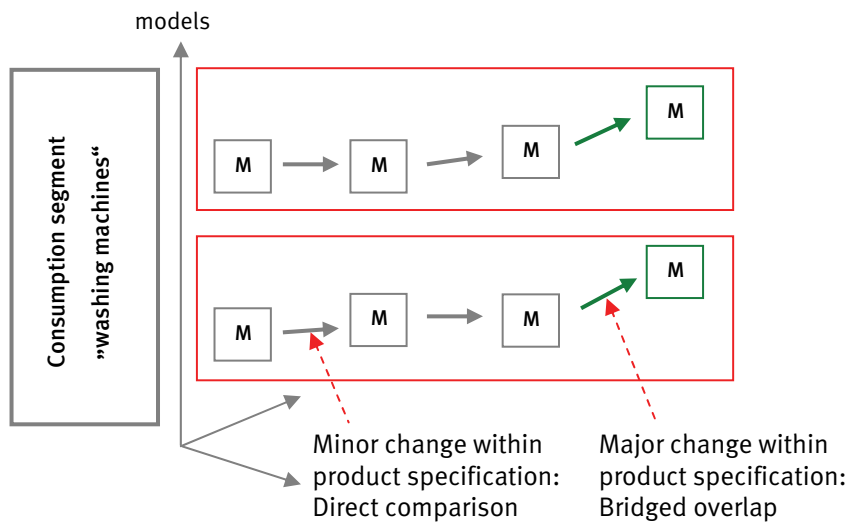 models
Consumption segment
„washing machines“
M
M
M
M
M
M
M
M
Minor change within
product specification:
Direct comparison
Major change within
product specification:
Bridged overlap